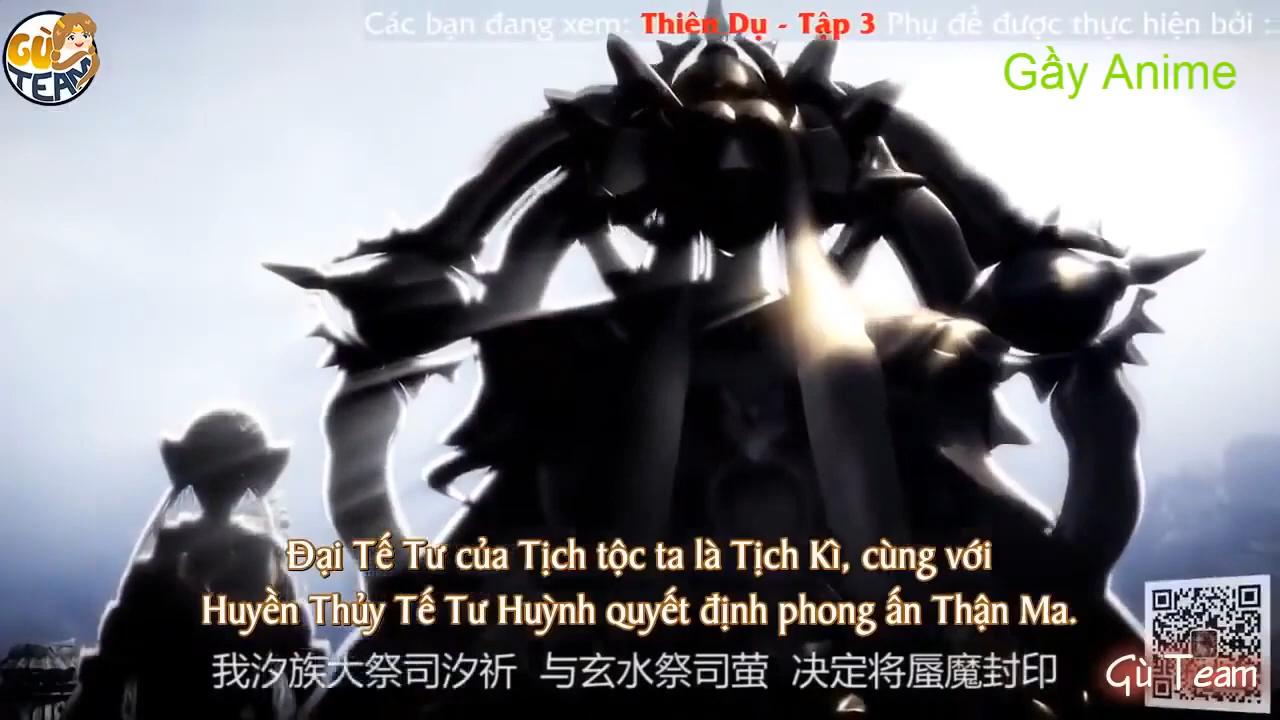 Các bạn đang xem: Thiên Dụ - Tập 3 Phụ đề được thực hiện bởi :
GÙ TEAM
Gầy Anime
Đại Tế Tư của Tịch tộc ta là Tịch Kì, cùng với
Huyền Thủy Tế Tư Huỳnh quyết định phong ấn Thận Ma.
我汐族大祭司汐祈 与玄水祭司萤 决定将蜃魔封印
Gù Team